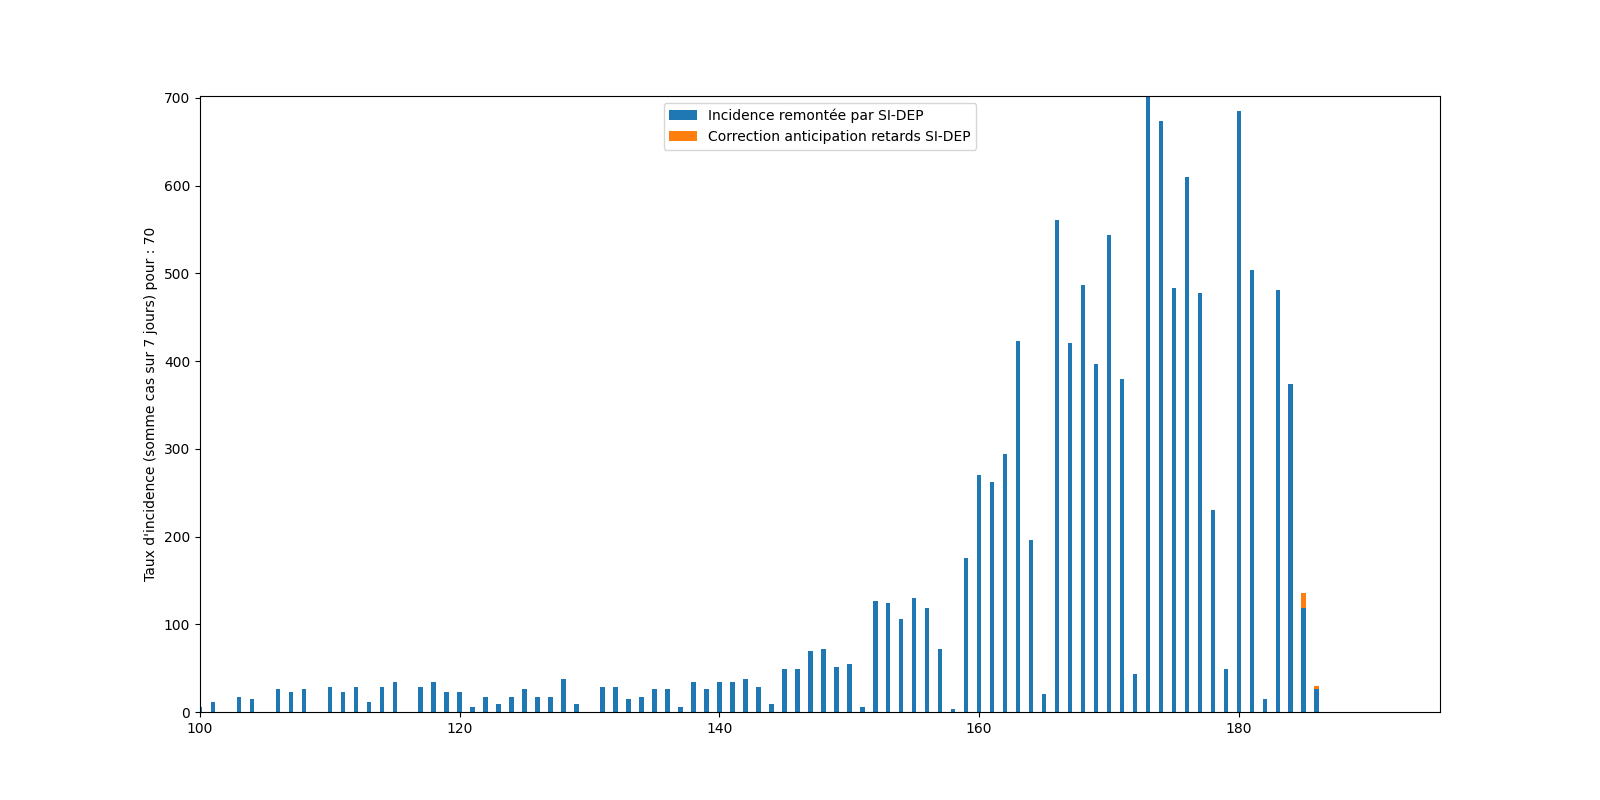 Incidence remontée par SI-DEP
Correction anticipation retards SI-DEP
Taux d'incidence (somme cas sur 7 jours) pour : 70
700
600
500
400
300
200
100
0
100 120 140 160 180